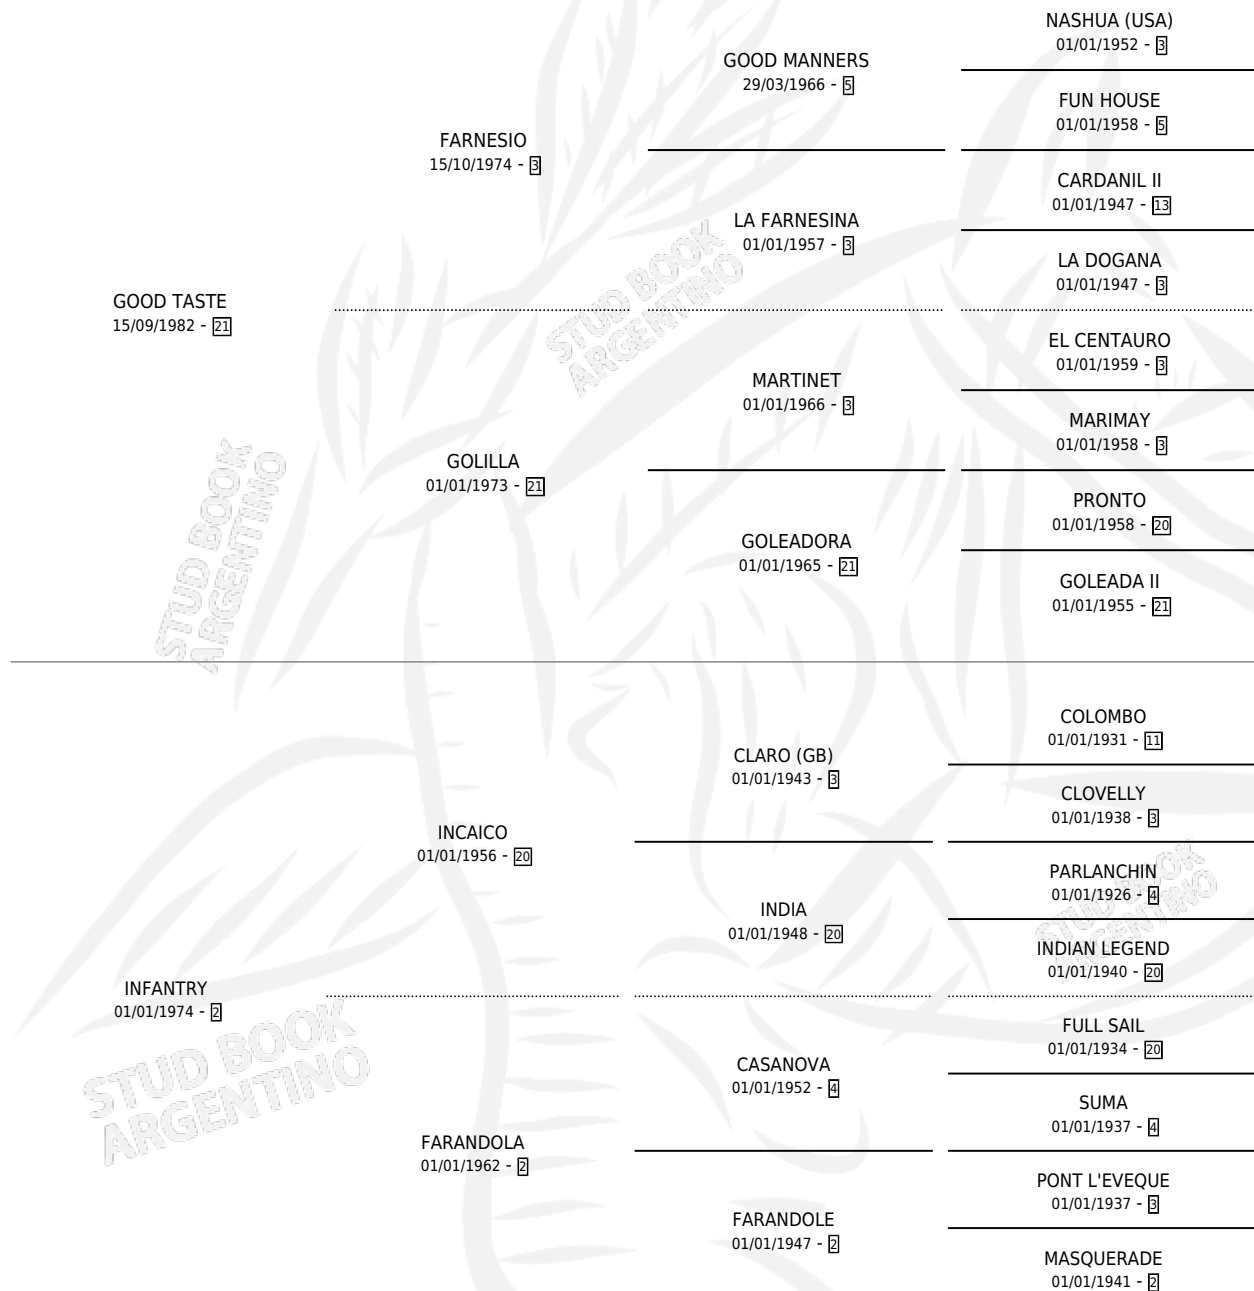 NASHUA (USA)
01/01/1952 - 3
GOOD MANNERS
29/03/1966 - 5
FUN HOUSE
01/01/1958 - 5
FARNESIO
15/10/1974 - 3
CARDANIL II
01/01/1947 - 13
LA FARNESINA
01/01/1957 - 3
LA DOGANA
01/01/1947 - 3
GOOD TASTE
15/09/1982 - 21
EL CENTAURO
01/01/1959 - 3
MARTINET
01/01/1966 - 3
MARIMAY
01/01/1958 - 3
GOLILLA
01/01/1973 - 21
PRONTO
01/01/1958 - 20
GOLEADORA
01/01/1965 - 21
GOLEADA II
01/01/1955 - 21
COLOMBO
01/01/1931 - 11
CLARO (GB)
01/01/1943 - 3
CLOVELLY
01/01/1938 - 3
INCAICO
01/01/1956 - 20
PARLANCHIN
01/01/1926 - 4
INDIA
01/01/1948 - 20
INDIAN LEGEND
01/01/1940 - 20
INFANTRY
01/01/1974 - 2
FULL SAIL
01/01/1934 - 20
CASANOVA
01/01/1952 - 4
SUMA
01/01/1937 - 4
FARANDOLA
01/01/1962 - 2
PONT L'EVEQUE
01/01/1937 - 3
FARANDOLE
01/01/1947 - 2
MASQUERADE
01/01/1941 - 2
STUD BOOK
ARGENTINO
STUD BOOK
ARGENTINO
STUD BOOK
ARGENTINO
STUD BOOK
ARGENTINO